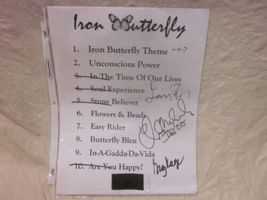 Iron Butterfly
1. Iron Butterfly Theme
2. Unconscious Power
3. In The Time Of Our Lives
4. Soul Experience
5. Stone Believer
6. Flowers & Beads
7. Easy Rider
8. Butterfly Bleu
9. In-A-Gadda-Da-Vida
10. Are You Happy?